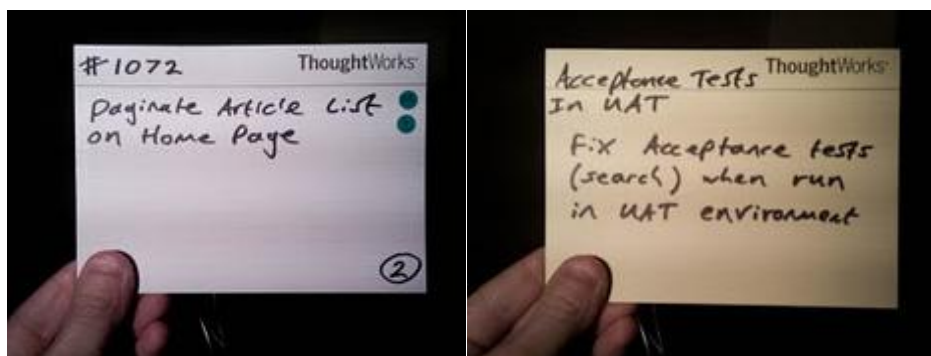 #1072 ThoughtWorks
Paginate Article List
on Home Page
2
Acceptance Tests ThoughtWorks
In UAT
Fix Acceptance tests
(search) when run
in UAT environment